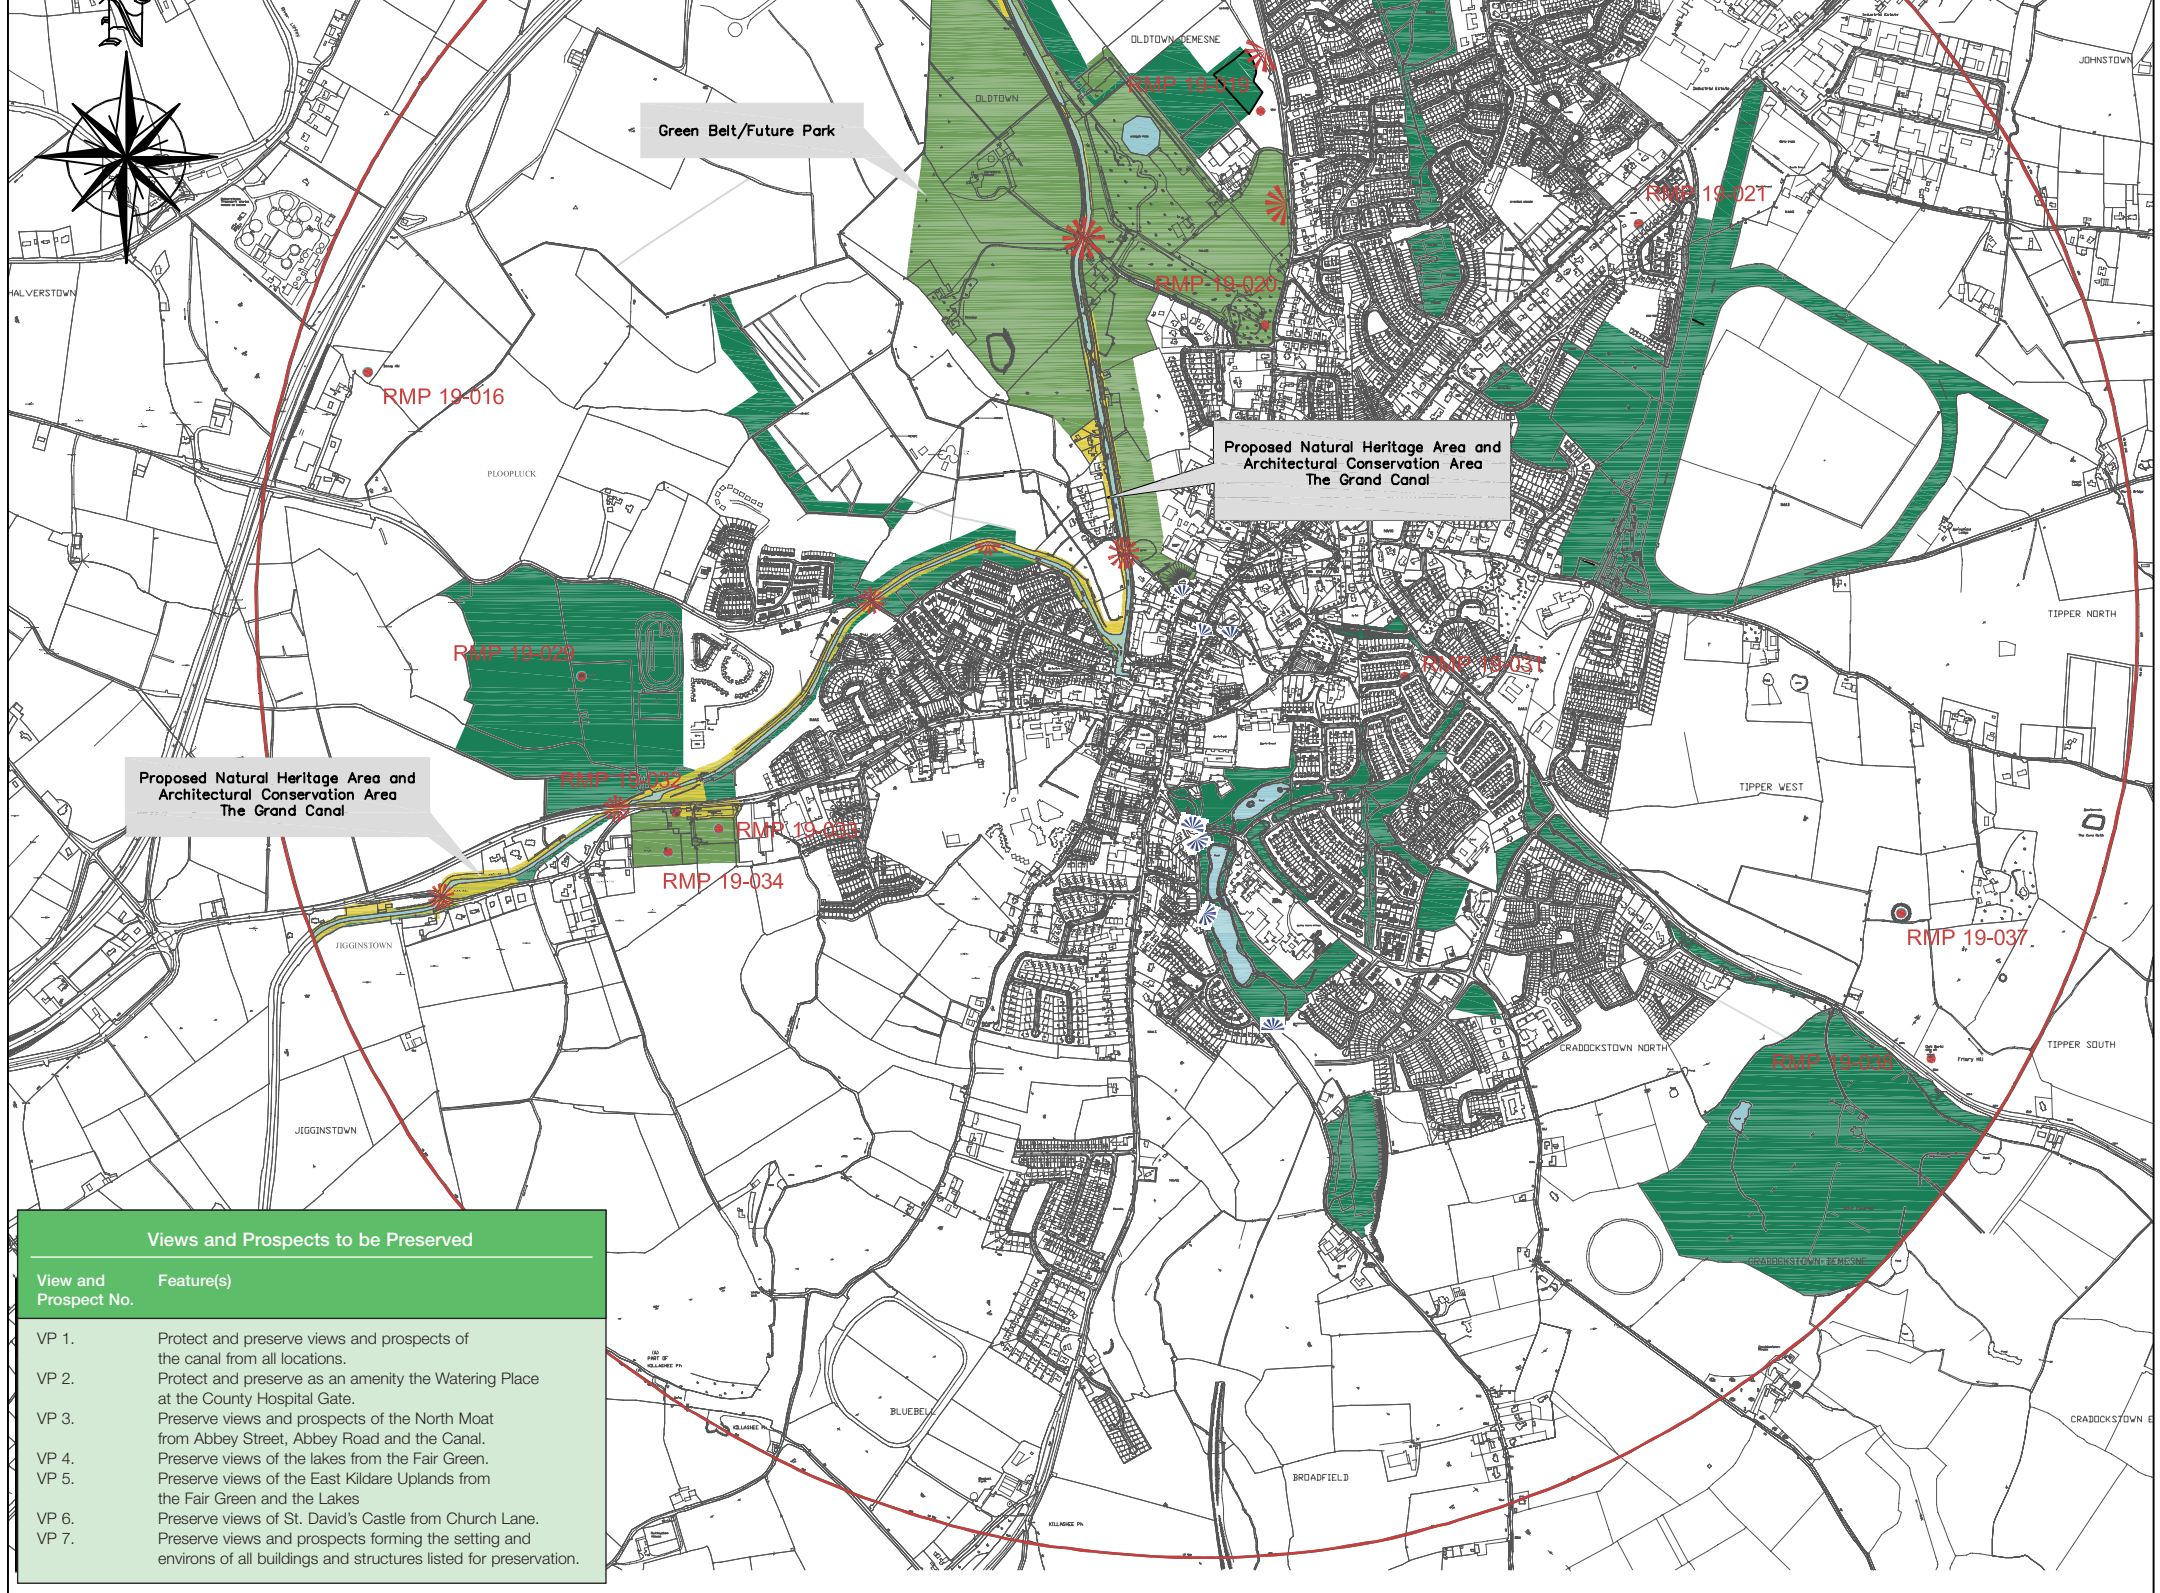 OLDTOWN DEMESNE
JOHNSTOWN
RMP 19-019
OLDTOWN
Green Belt/Future Park
RMP 19-021
HALVERSTOWN
RMP 19-020
RMP 19-016
PLOOPLUCK
Proposed Natural Heritage Area and
Architectural Conservation Area
The Grand Canal
TIPPER NORTH
RMP 19-029
RMP 19-031
RMP 19-032
Proposed Natural Heritage Area and
Architectural Conservation Area
The Grand Canal
TIPPER WEST
RMP 19-033
RMP 19-034
RMP 19-037
JIGGINSTOWN
CRADOCKSTOWN NORTH
TIPPER SOUTH
RMP 19-038
Friary Hill
JIGGINSTOWN
CRADOCKSTOWN DEMESNE
PART OF
KILLASHEE Ph
KILLASHEE Ph
BLUEBELL
CRADOCKSTOWN E
BROADFIELD
KILLASHEE Ph
Views and Prospects to be Preserved
View and Feature(s)
Prospect No.
VP 1. Protect and preserve views and prospects of
the canal from all locations.
VP 2. Protect and preserve as an amenity the Watering Place
at the County Hospital Gate.
VP 3. Preserve views and prospects of the North Moat
from Abbey Street, Abbey Road and the Canal.
VP 4. Preserve views of the lakes from the Fair Green.
VP 5. Preserve views of the East Kildare Uplands from
the Fair Green and the Lakes
VP 6. Preserve views of St. David's Castle from Church Lane.
VP 7. Preserve views and prospects forming the setting and
environs of all buildings and structures listed for preservation.